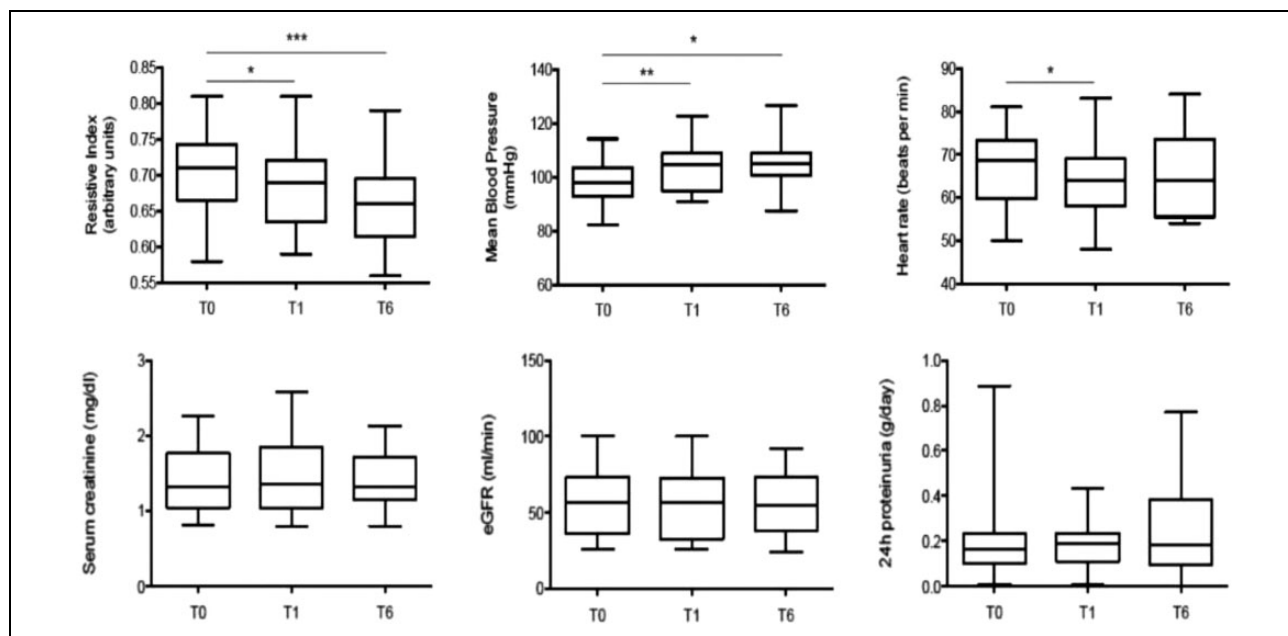 ***
*
0.85
0.80
0.75
0.70
0.65
0.60
0.55
Resistive Index
(arbitrary units)
T0 T1 T6
*
**
140
120
100
80
60
Mean Blood Pressure
(mmHg)
T0 T1 T6
*
90
80
70
60
50
40
Heart rate (beats per min)
T0 T1 T6
3
2
1
0
Serum creatinine (mg/dl)
T0 T1 T6
150
100
50
0
eGFR (ml/min)
T0 T1 T6
1.0
0.8
0.6
0.4
0.2
0.0
24h proteinuria (g/day)
T0 T1 T6